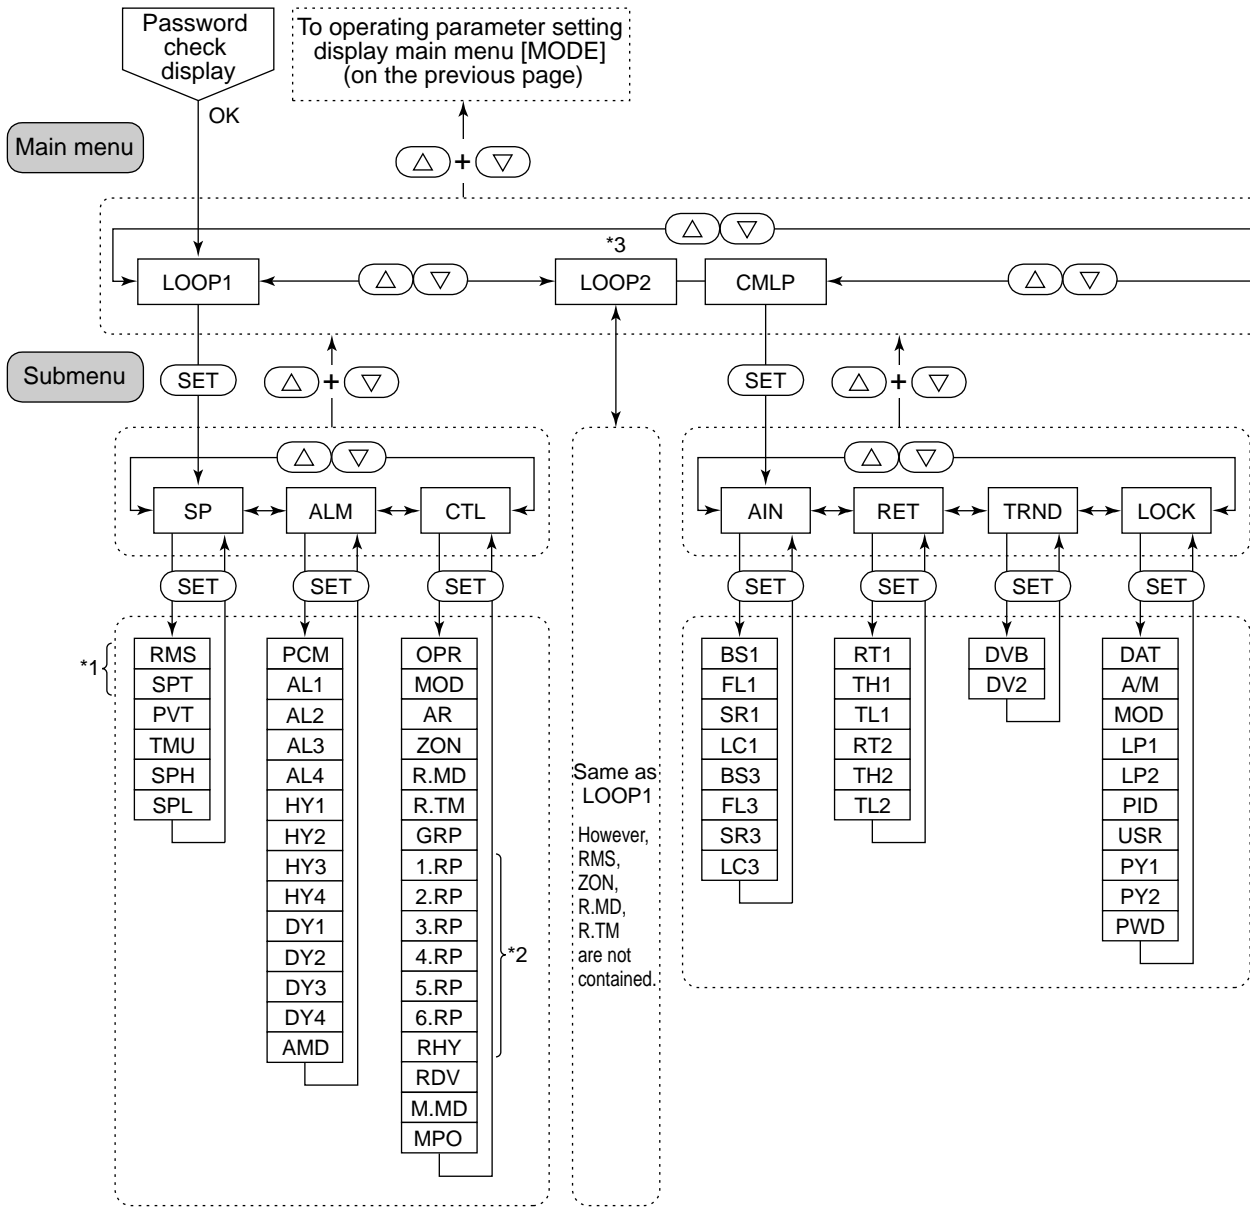 Password
check
display
To operating parameter setting
display main menu [MODE]
(on the previous page)
OK
Main menu
+
*3
LOOP1
LOOP2
CMLP
Submenu
SET
+
SET
+
SP
ALM
CTL
AIN
RET
TRND
LOCK
SET
SET
SET
SET
SET
SET
SET
*1
RMS
SPT
PVT
TMU
SPH
SPL
PCM
AL1
AL2
AL3
AL4
HY1
HY2
HY3
HY4
DY1
DY2
DY3
DY4
AMD
OPR
MOD
AR
ZON
R.MD
R.TM
GRP
1.RP
2.RP
3.RP
4.RP
5.RP
6.RP
RHY
RDV
M.MD
MPO
*2
Same as
LOOP1
However,
RMS,
ZON,
R.MD,
R.TM
are not
contained.
BS1
FL1
SR1
LC1
BS3
FL3
SR3
LC3
RT1
TH1
TL1
RT2
TH2
TL2
DVB
DV2
DAT
A/M
MOD
LP1
LP2
PID
USR
PY1
PY2
PWD